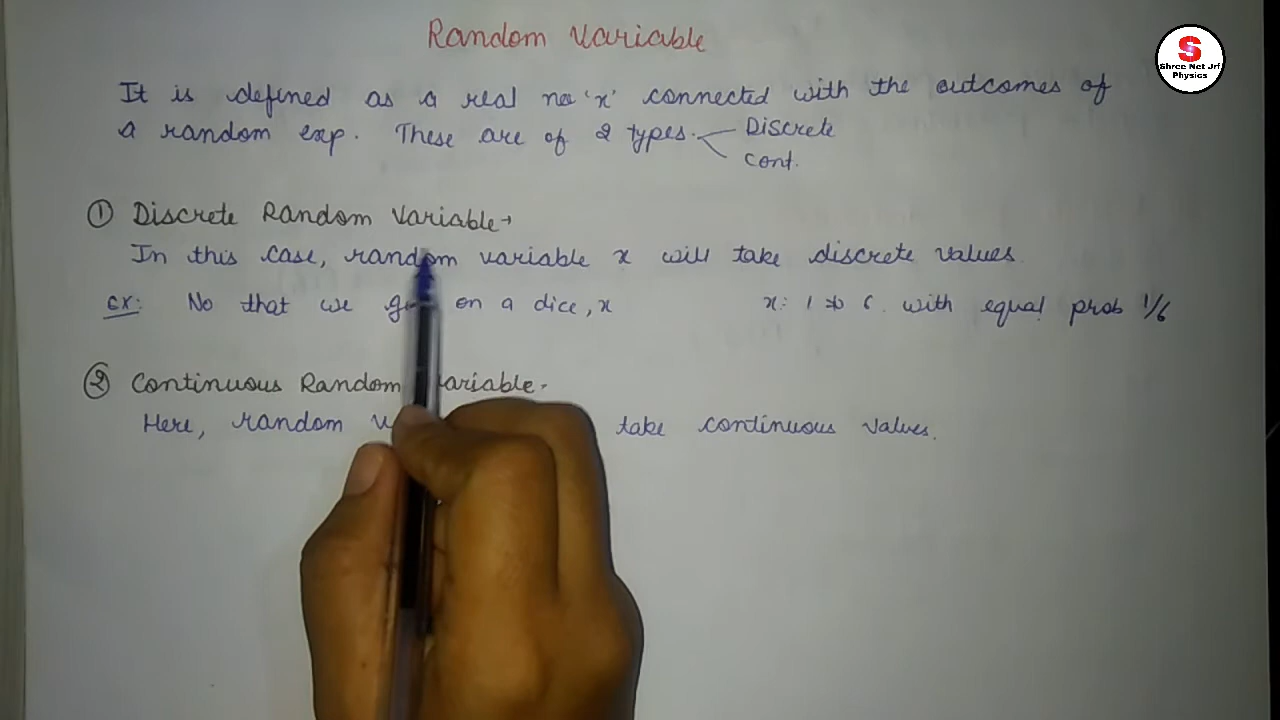 Random Variable
S
Shree Net Jrf
Physics
It is defined as a real no 'x' connected with the outcomes of
a random exp. These are of 2 types. Discrete
Cont.
① Discrete Random Variable→
In this case, random variable x will take discrete values
ex: No that we on a dice, x x: 1 to 6 with equal prob 1/6
② Continuous Random Variable-
Here, random take continuous values.